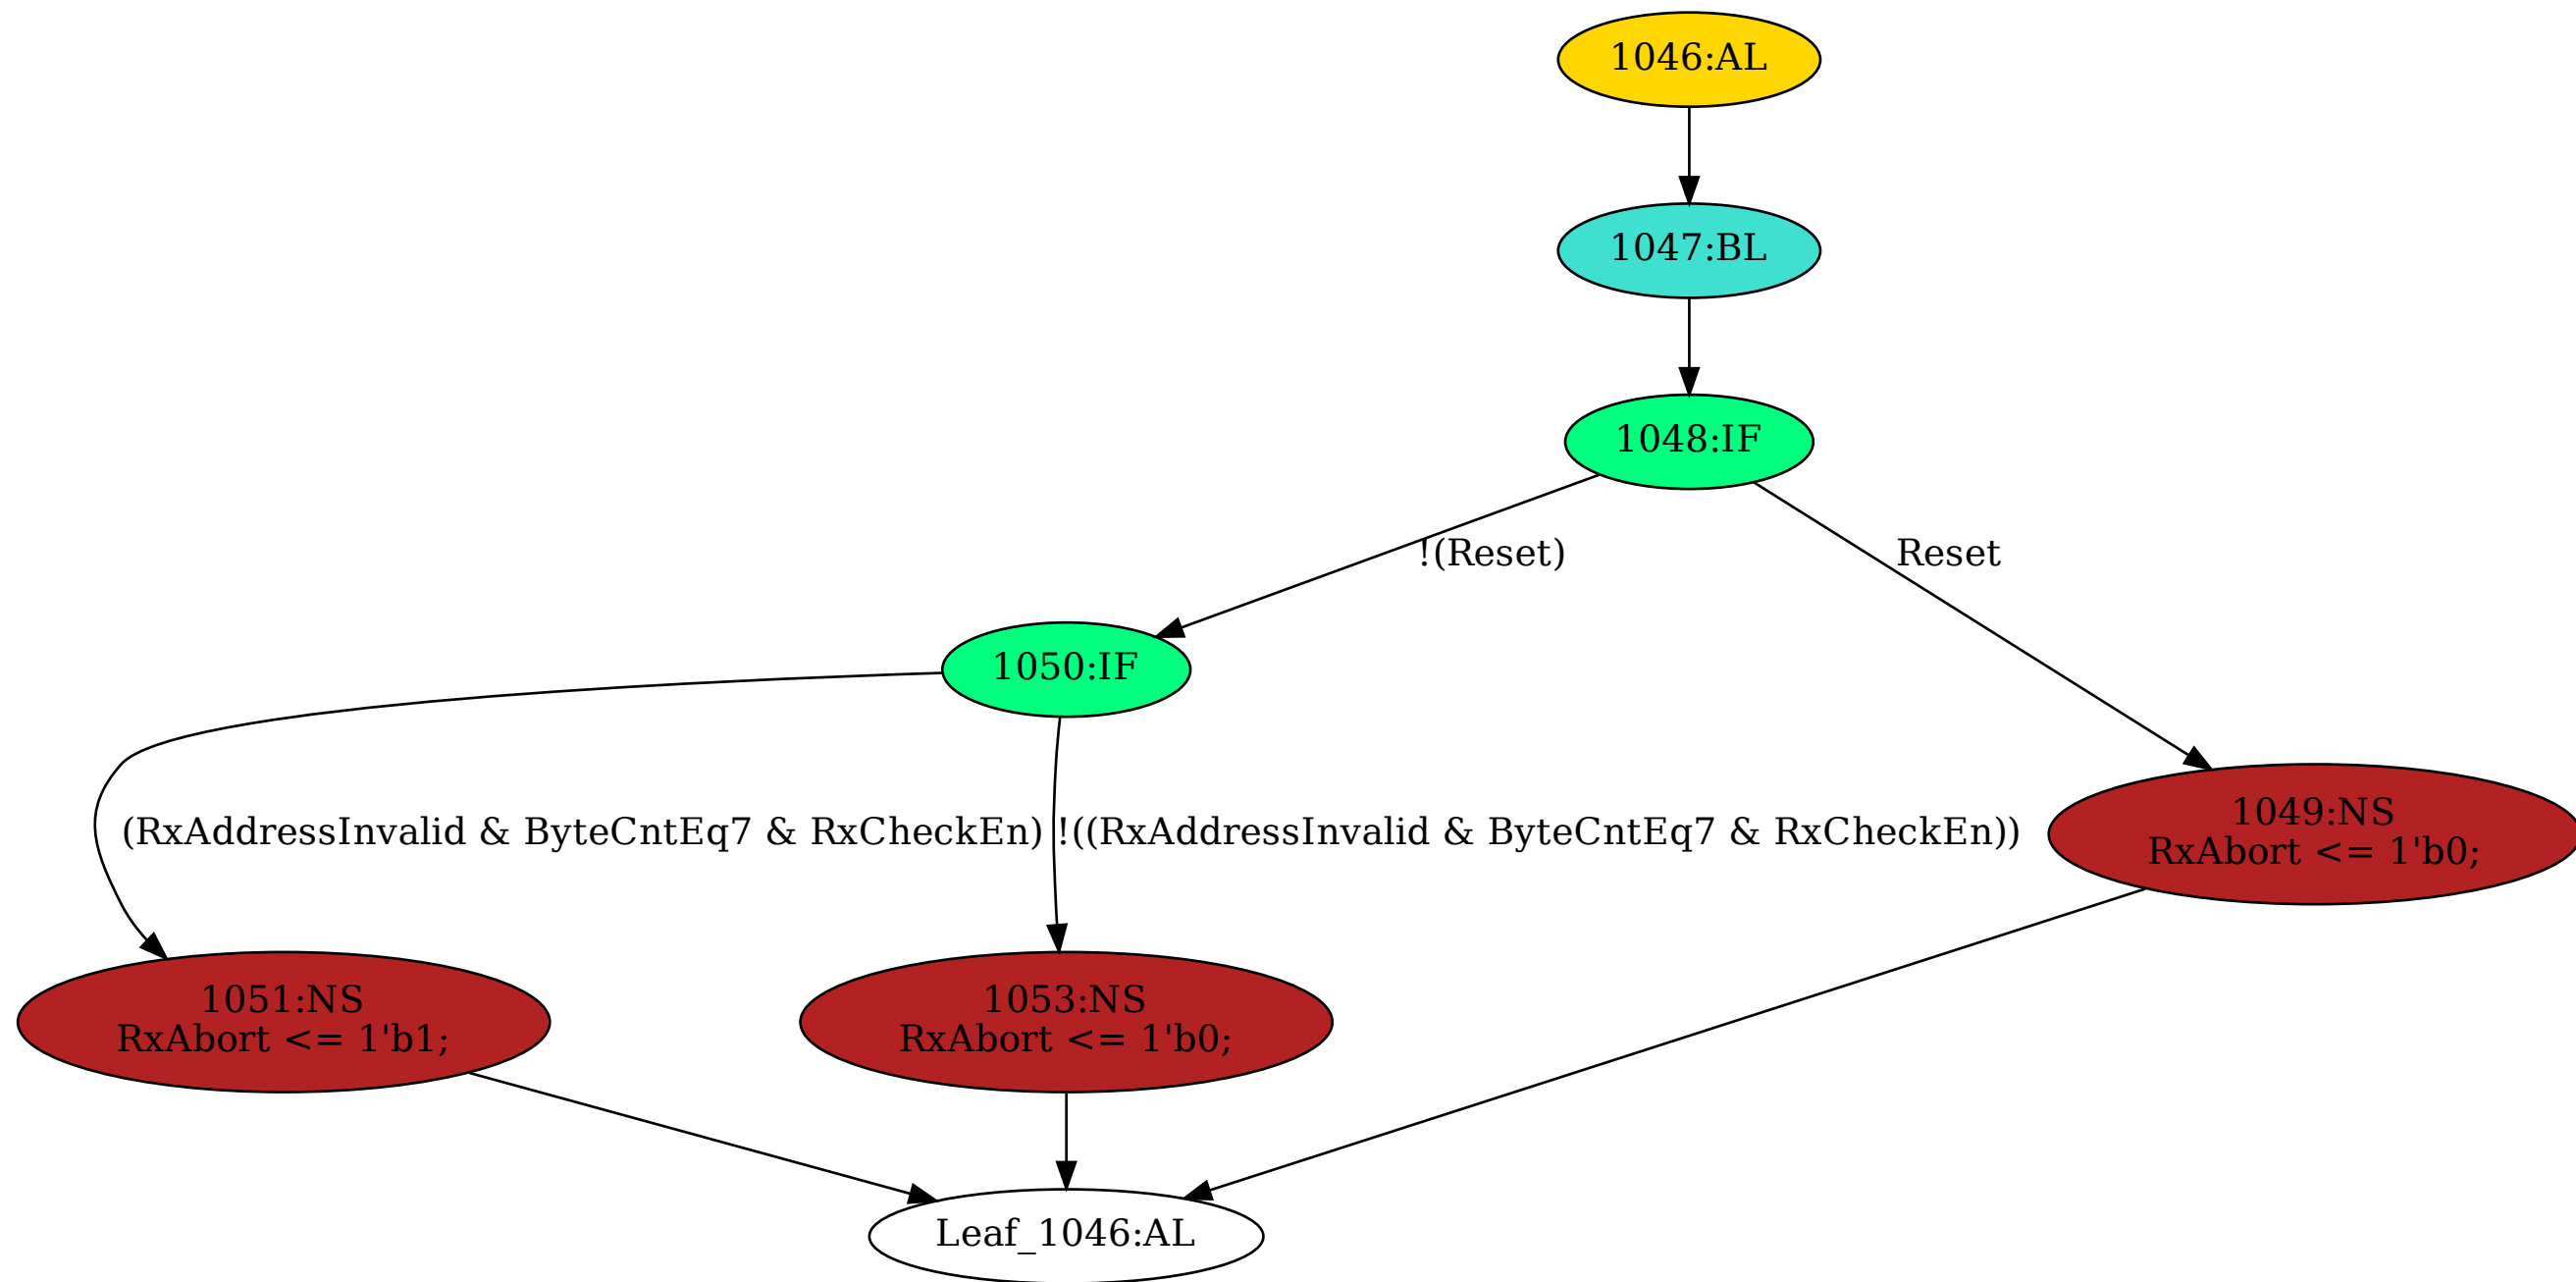 1046:AL
1047:BL
1048:IF
!(Reset)
Reset
1050:IF
(RxAddressInvalid & ByteCntEq7 & RxCheckEn)
!((RxAddressInvalid & ByteCntEq7 & RxCheckEn))
1049:NS
RxAbort <= 1'b0;
1051:NS
RxAbort <= 1'b1;
1053:NS
RxAbort <= 1'b0;
Leaf_1046:AL